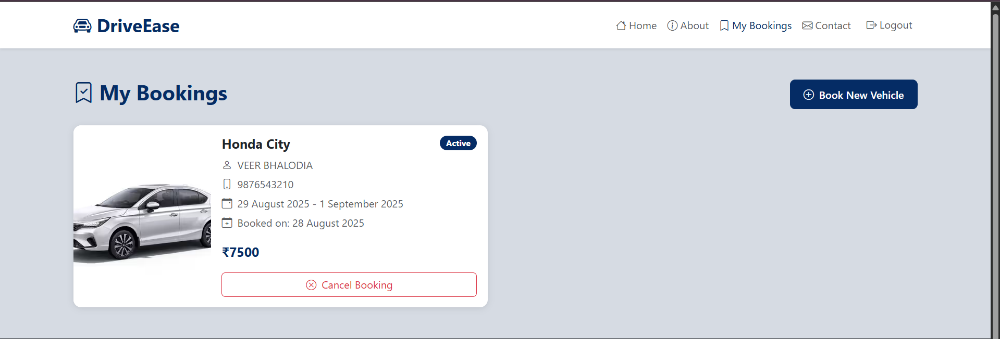 DriveEase
Home About My Bookings Contact Logout
My Bookings
Book New Vehicle
Honda City
Active
VEER BHALODIA
9876543210
29 August 2025 - 1 September 2025
Booked on: 28 August 2025
₹7500
Cancel Booking